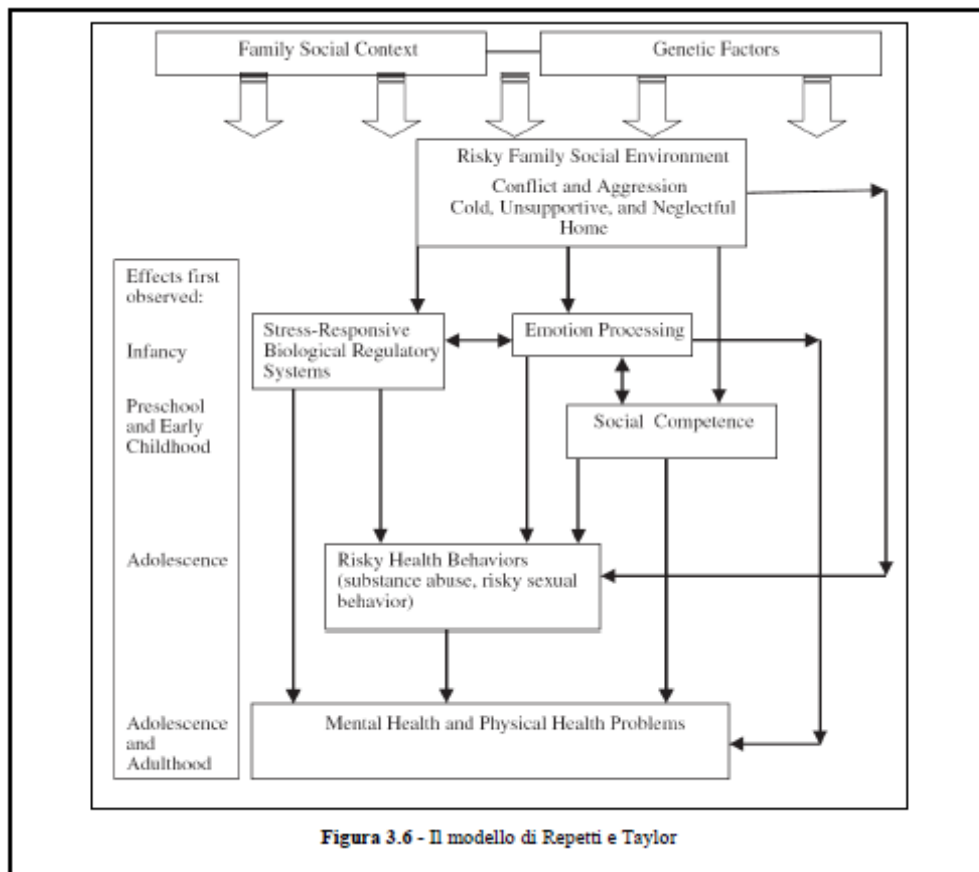 Family Social Context
Genetic Factors
Risky Family Social Environment
Conflict and Aggression
Cold, Unsupportive, and Neglectful
Home
Effects first
observed:
Stress-Responsive
Biological Regulatory
Systems
Emotion Processing
Infancy
Preschool
and Early
Childhood
Social Competence
Adolescence
Risky Health Behaviors
(substance abuse, risky sexual
behavior)
Adolescence
and
Adulthood
Mental Health and Physical Health Problems
Figura 3.6 - Il modello di Repetti e Taylor